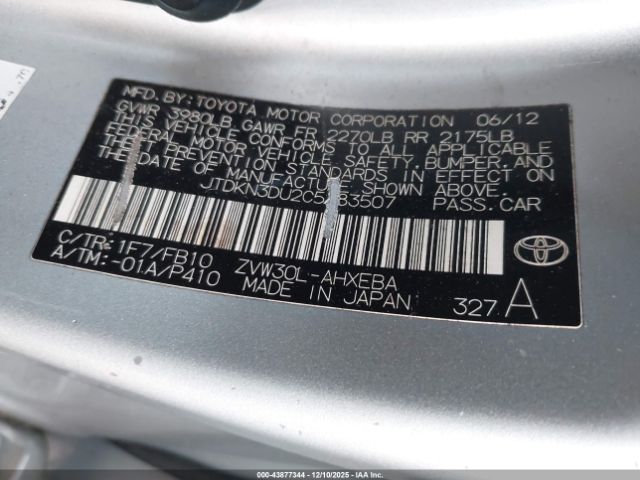 MFD. BY: TOYOTA MOTOR CORPORATION 06/12
GVWR 3980LB GAWR FR 2270LB RR 2175LB
THIS VEHICLE CONFORMS TO ALL APPLICABLE
FEDERAL MOTOR VEHICLE SAFETY, BUMPER, AND
THEFT PREVENTION STANDARDS IN EFFECT ON
THE DATE OF MANUFACTURE SHOWN ABOVE.
PASS.CAR
C/TR: 1F7/FB10 ZVW30L-AHXEBA
A/TM: -01A/P410 MADE IN JAPAN 327 A
TOYOTA
000-43877344 | 12/10/2025 - IAA Inc.